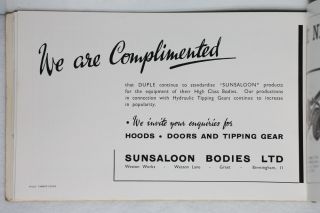 We are Complimented
that DUPLE continue to standardise "SUNSALOON" products
for the equipment of their High Class Bodies. Our productions
in connection with Hydraulic Tipping Gears continue to increase
in popularity.
• We invite your enquiries for
HOODS • DOORS AND TIPPING GEAR
SUNSALOON BODIES LTD
Weston Works - Weston Lane - Greet - Birmingham, 11